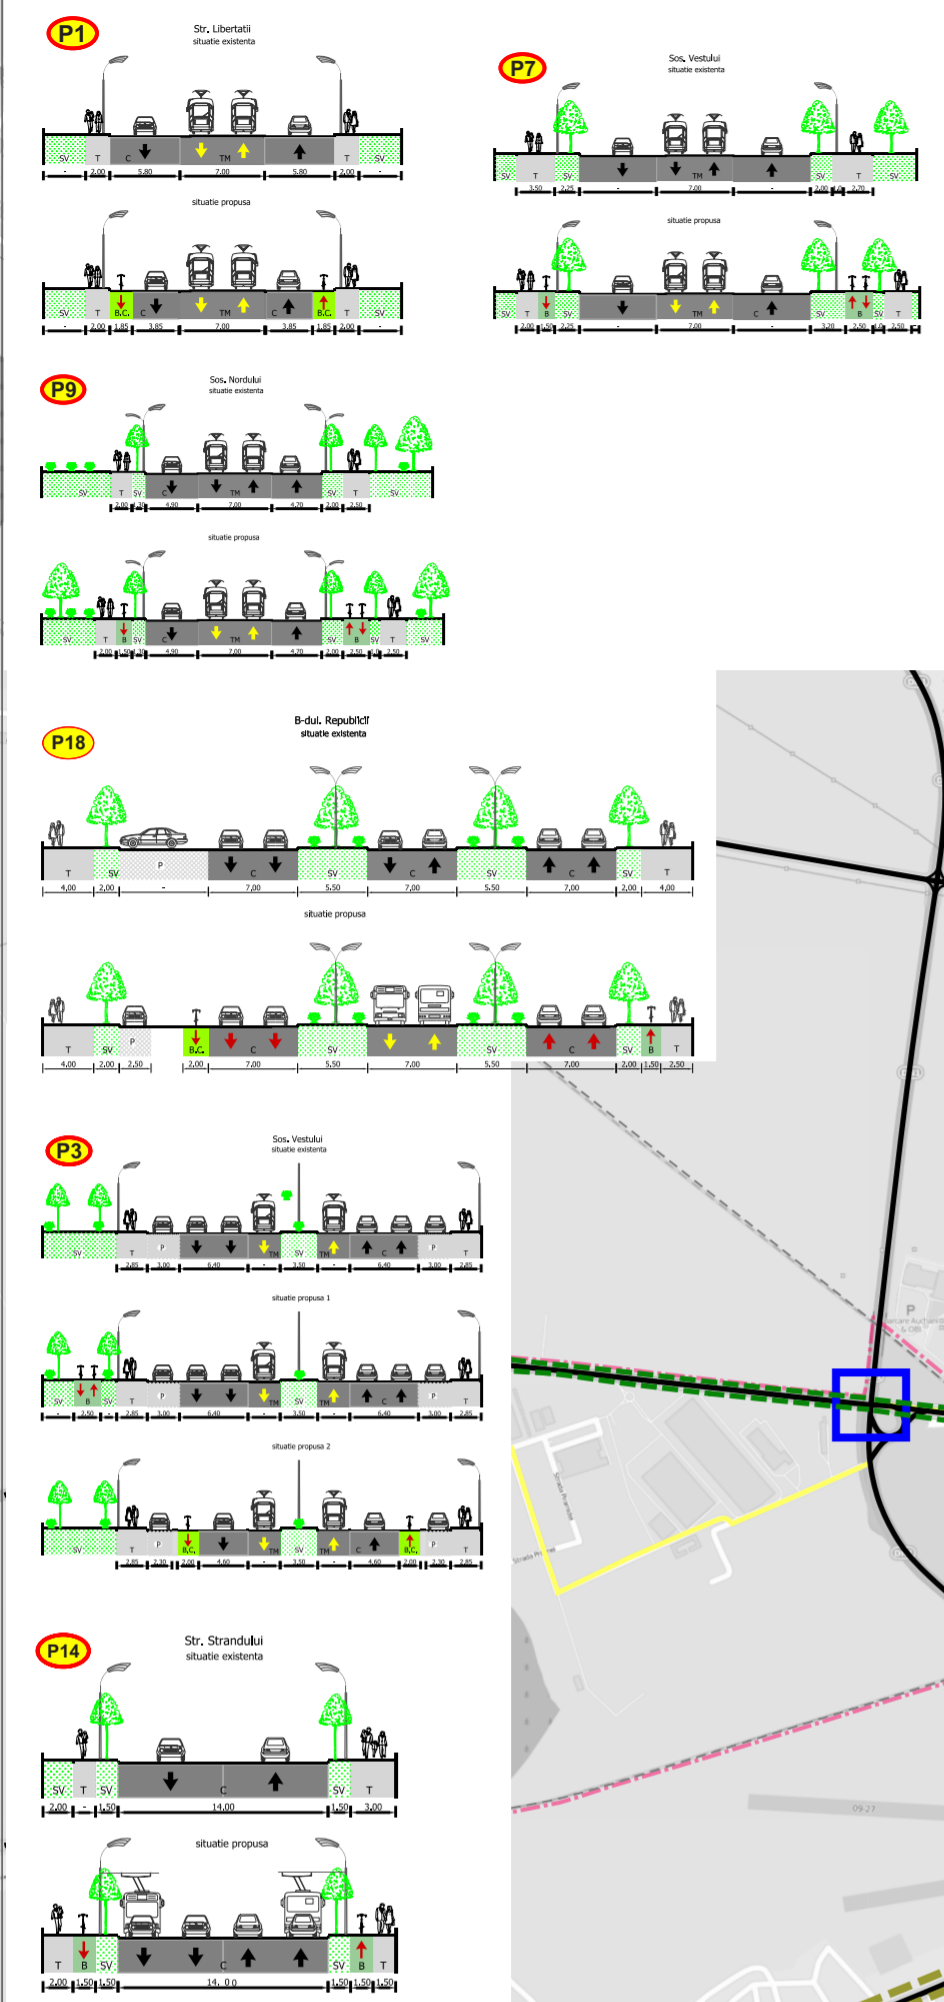 P1
Str. Libertatii
situatie existenta
SV T C TM T SV
- 2.00 5.80 7.00 5.80 2.00 -
situatie propusa
SV T B.C. C TM C B.C. T SV
- 2.00 1.85 3.85 7.00 3.85 1.85 2.00 -
P7
Sos. Vestului
situatie existenta
SV T SV TM SV T SV
3.50 2.25 - 7.00 - 2.00 2.70
situatie propusa
SV T B SV TM C SV B SV T
2.00 1.50 2.25 - 7.00 - 3.20 2.50 1.0 2.50
P9
Sos. Nordului
situatie existenta
SV T SV C TM SV T SV
2.00 1.30 4.90 7.00 4.70 2.00 2.50
situatie propusa
SV T B SV C TM SV B SV T SV
2.00 1.50 1.30 4.90 7.00 4.70 2.00 2.50 1.0 2.50
P18
B-dul. Republicii
situatie existenta
T SV P C SV C SV C SV T
4.00 2.00 - 7.00 5.50 7.00 5.50 7.00 2.00 4.00
situatie propusa
T SV P B.C. C SV SV C SV B T
4.00 2.00 2.50 2.00 7.00 5.50 7.00 5.50 7.00 2.00 1.50 2.50
P3
Sos. Vestului
situatie existenta
SV T P TM SV TM C P T
2.85 3.00 6.40 - 3.50 - 6.40 3.00 2.85
situatie propusa 1
SV B SV T P TM SV TM C P T
- 2.50 - 2.85 3.00 6.40 - 3.50 - 6.40 3.00 2.85
situatie propusa 2
SV T P B.C. TM SV TM C B.C. P T
2.85 2.30 2.00 4.60 - 3.50 - 4.60 2.00 2.30 2.85
P14
Str. Strandului
situatie existenta
SV T SV C SV T
2.00 - 1.50 14.00 1.50 3.00
situatie propusa
T B SV C SV B T
2.00 1.50 1.50 14.00 1.50 1.50 1.50
P
& OBI
09-27